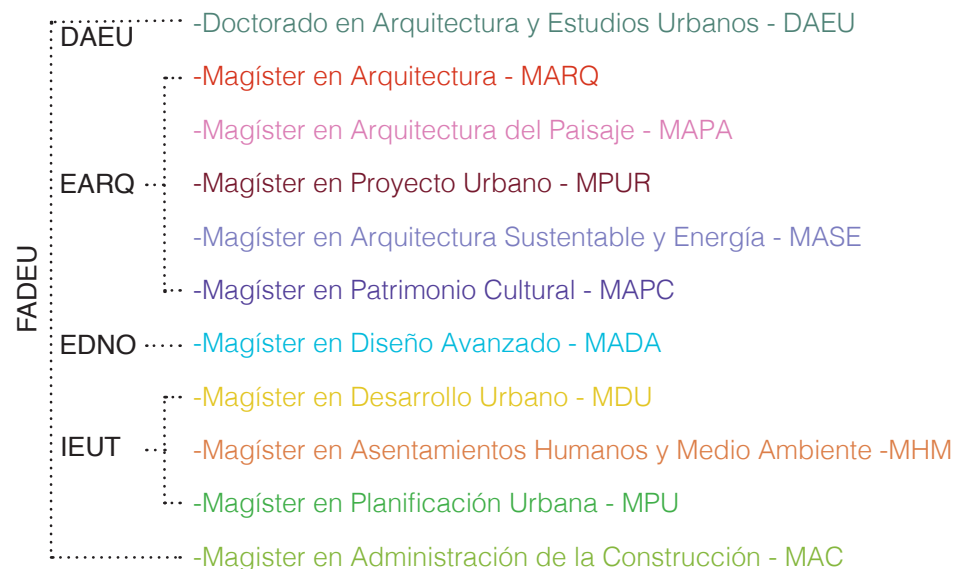 FADEU
DAEU
-Doctorado en Arquitectura y Estudios Urbanos - DAEU
EARQ
-Magíster en Arquitectura - MARQ
-Magíster en Arquitectura del Paisaje - MAPA
-Magíster en Proyecto Urbano - MPUR
-Magíster en Arquitectura Sustentable y Energía - MASE
-Magíster en Patrimonio Cultural - MAPC
EDNO
-Magíster en Diseño Avanzado - MADA
IEUT
-Magíster en Desarrollo Urbano - MDU
-Magíster en Asentamientos Humanos y Medio Ambiente -MHM
-Magíster en Planificación Urbana - MPU
-Magister en Administración de la Construcción - MAC